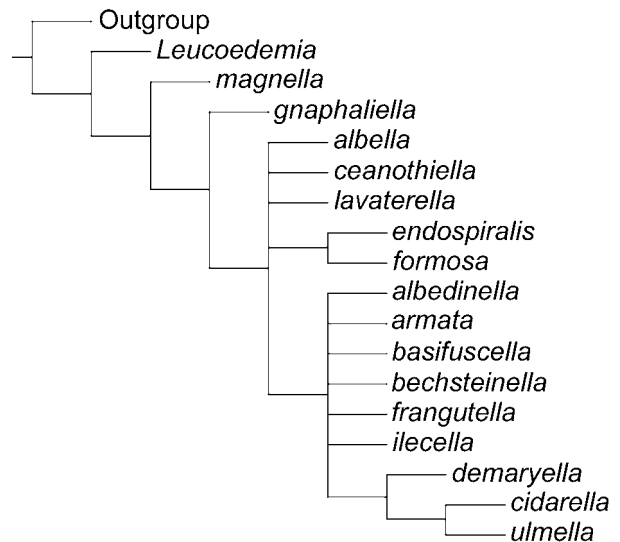 Outgroup
Leucoedemia
magnella
gnaphaliella
albella
ceanothiella
lavaterella
endospiralis
formosa
albedinella
armata
basifuscella
bechsteinella
frangutella
ilecella
demaryella
cidarella
ulmella